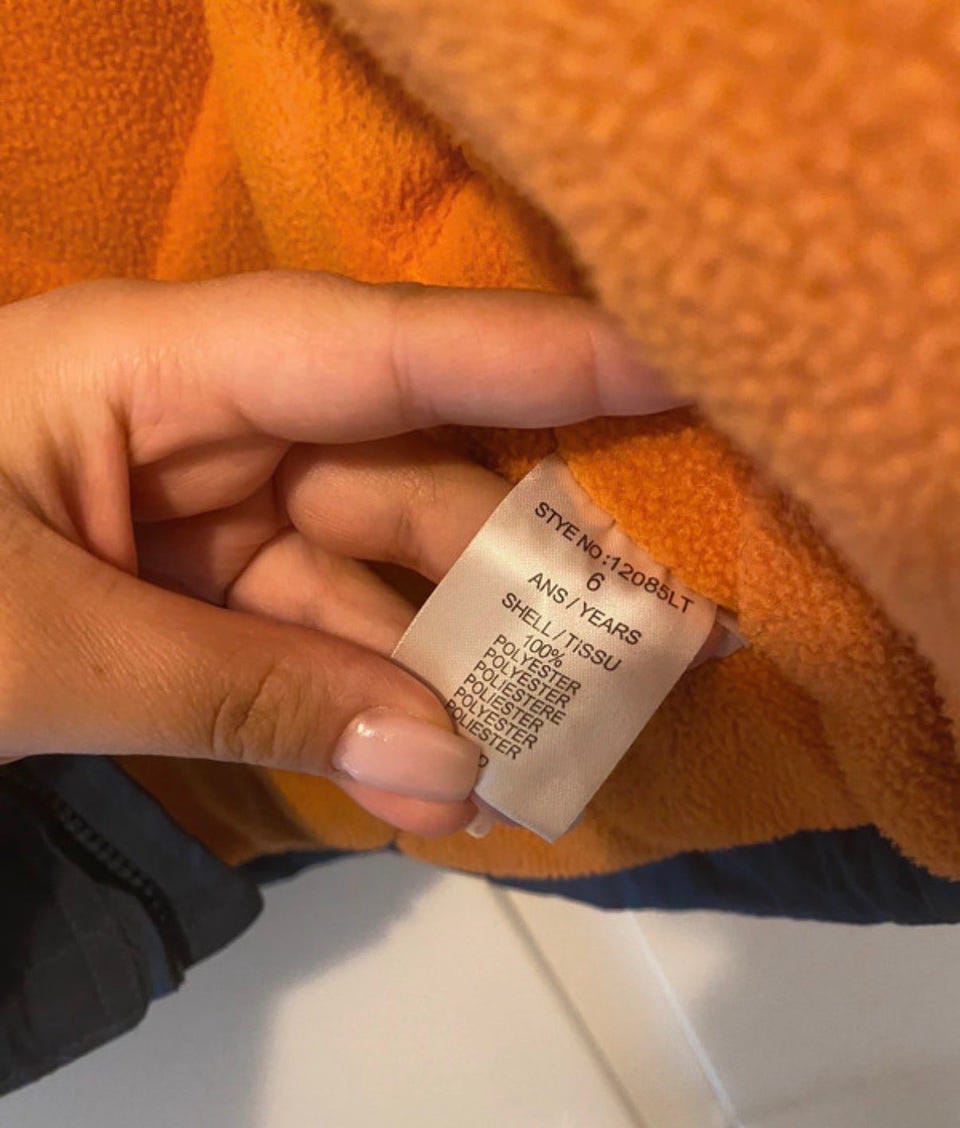 STYE NO:12085LT
6
ANS / YEARS
SHELL / TISSU
100%
POLYESTER
POLYESTER
POLIESTERE
POLIESTER
POLYESTER
POLIESTER